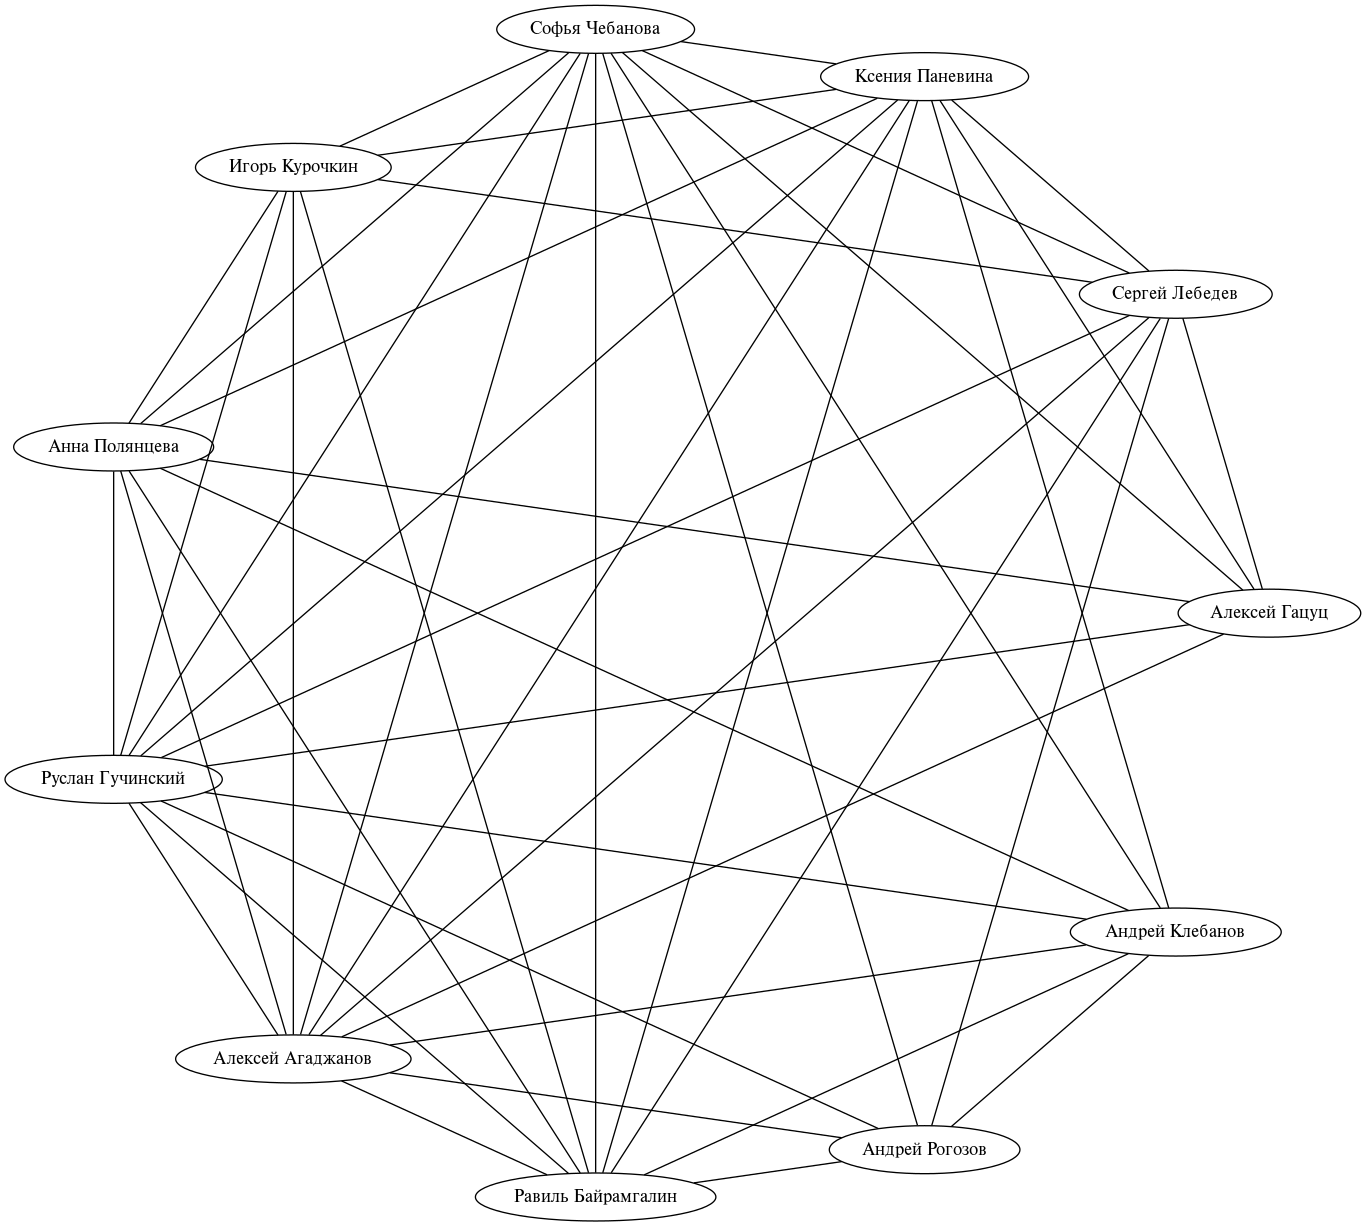 Софья Чебанова
Ксения Паневина
Игорь Курочкин
Сергей Лебедев
Анна Полянцева
Алексей Гацуц
Руслан Гучинский
Андрей Клебанов
Алексей Агаджанов
Андрей Рогозов
Равиль Байрамгалин